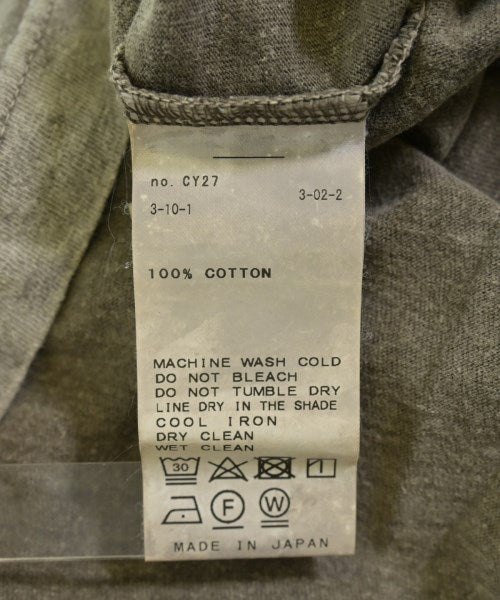 no. CY27
3-10-1 3-02-2
100% COTTON
MACHINE WASH COLD
DO NOT BLEACH
DO NOT TUMBLE DRY
LINE DRY IN THE SHADE
COOL IRON
DRY CLEAN
WET CLEAN
30
F W
MADE IN JAPAN